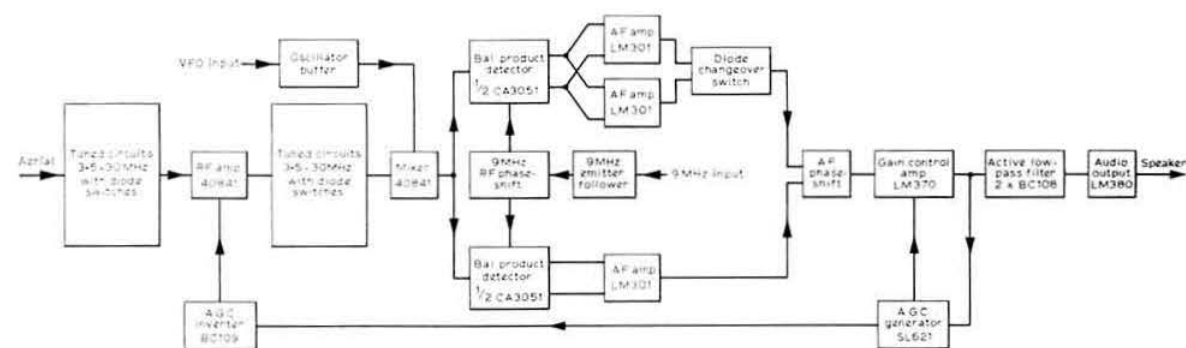 VFO Input
Oscillator
buffer
Bal product
detector
1/2 CA3051
AF amp
LM301
AF amp
LM301
Diode
changeover
switch
Aerial
Tuned circuits
3·5-30MHz
with diode
switches
RF amp
40841
Tuned circuits
3·5-30MHz
with diode
switches
Mixer
40841
9MHz
RF phase-
shift
9MHz
emitter
follower
9MHz Input
AF
phase-
shift
Gain control
amp
LM370
Active low-
pass filter
2 x BC108
Audio
output
LM380
Speaker
Bal product
detector
1/2 CA3051
AF amp
LM301
AGC
inverter
BC109
AGC
generator
SL621